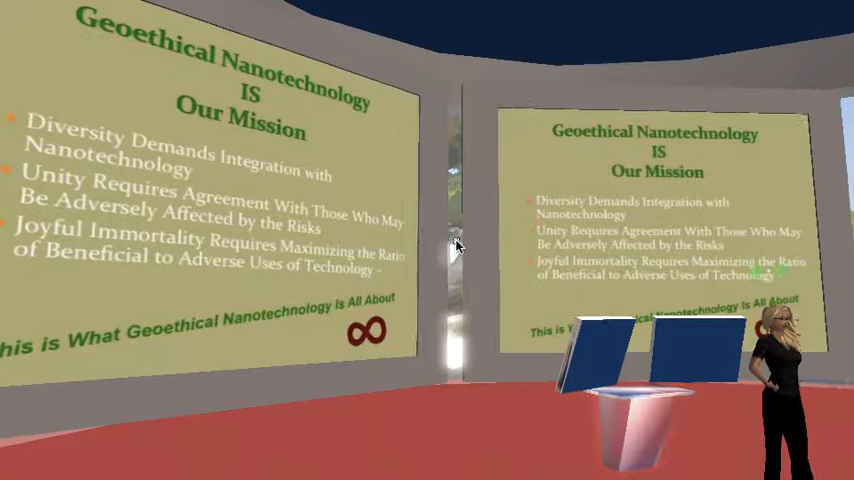 Geoethical Nanotechnology
IS
Our Mission
Diversity Demands Integration with
Nanotechnology
Unity Requires Agreement With Those Who May
Be Adversely Affected by the Risks
Joyful Immortality Requires Maximizing the Ratio
of Beneficial to Adverse Uses of Technology –
his is What Geoethical Nanotechnology Is All About
Geoethical Nanotechnology
IS
Our Mission
Diversity Demands Integration with
Nanotechnology
Unity Requires Agreement With Those Who May
Be Adversely Affected by the Risks
Joyful Immortality Requires Maximizing the Ratio
of Beneficial to Adverse Uses of Technology
This is Nanotechnology Is All About